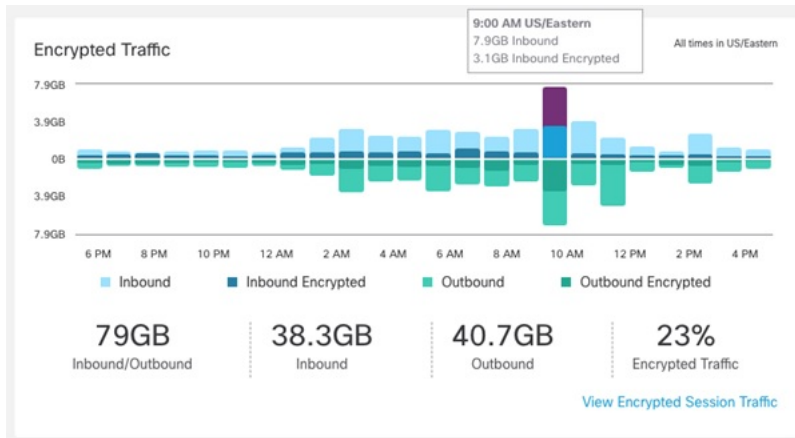 9:00 AM US/Eastern
7.9GB Inbound
3.1GB Inbound Encrypted
Encrypted Traffic
All times in US/Eastern
7.9GB
3.9GB
0B
3.9GB
7.9GB
6 PM 8 PM 10 PM 12 AM 2 AM 4 AM 6 AM 8 AM 10 AM 12 PM 2 PM 4 PM
Inbound Inbound Encrypted Outbound Outbound Encrypted
79GB 38.3GB 40.7GB 23%
Inbound/Outbound Inbound Outbound Encrypted Traffic
View Encrypted Session Traffic